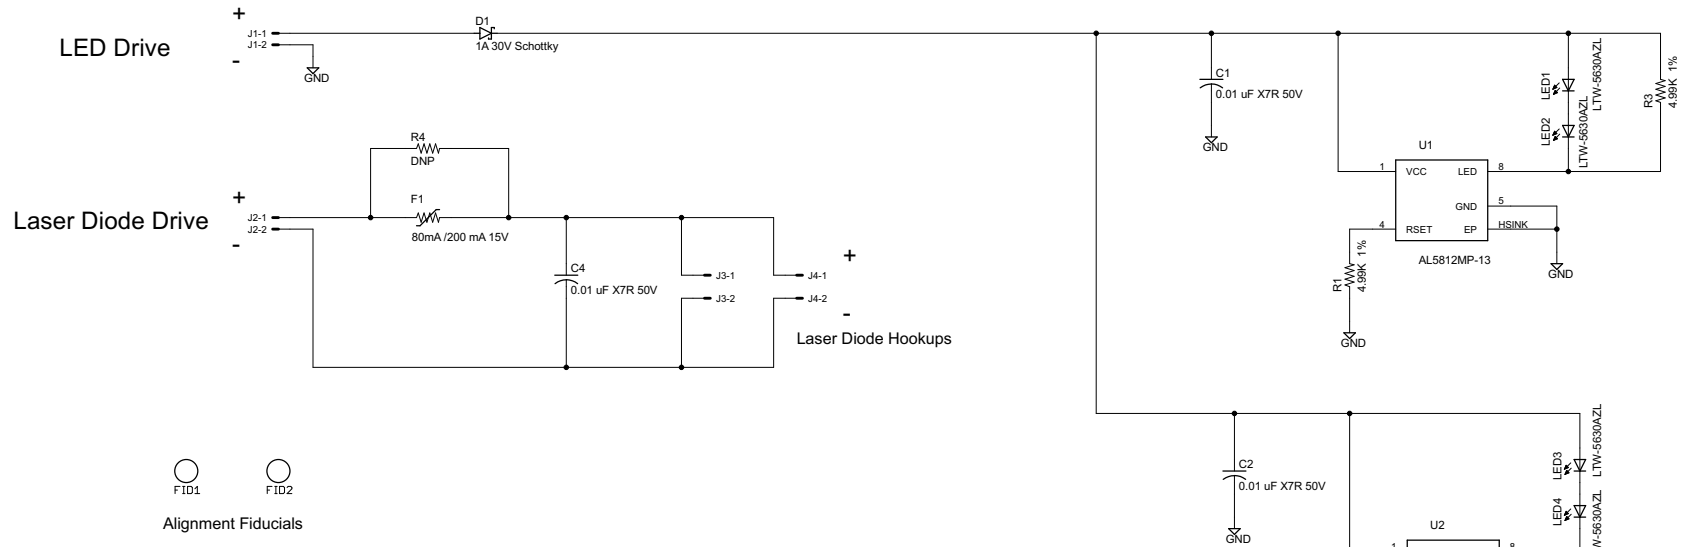 +
LED Drive
J1-1
J1-2
-
GND
D1
1A 30V Schottky
C1
0.01 uF X7R 50V
GND
LED1
LTW-5630AZL
LED2
LTW-5630AZL
R3
4.99K 1%
U1
1
VCC
LED
8
GND
5
4
RSET
EP
HSINK
AL5812MP-13
GND
R1
4.99K 1%
GND
R4
DNP
+
Laser Diode Drive
J2-1
J2-2
-
F1
80mA /200 mA 15V
C4
0.01 uF X7R 50V
J3-1
J3-2
+
J4-1
J4-2
-
Laser Diode Hookups
FID1
FID2
Alignment Fiducials
C2
0.01 uF X7R 50V
GND
LED3
LTW-5630AZL
LED4
W-5630AZL
U2
1
8